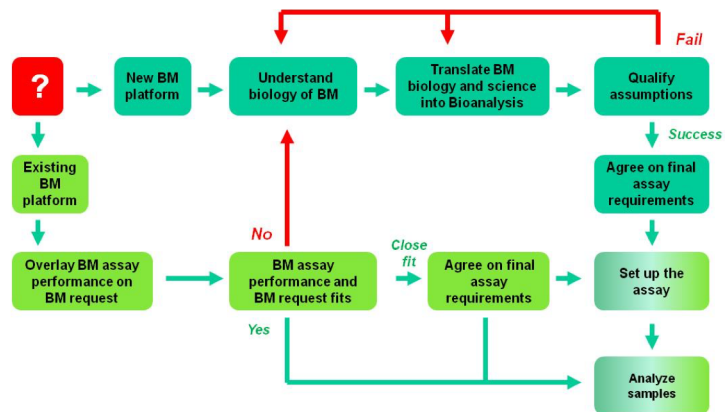 Fail
?
New BM
platform
Understand
biology of BM
Translate BM
biology and science
into Bioanalysis
Qualify
assumptions
Success
Existing
BM
platform
Agree on final
assay
requirements
No
Close
fit
Overlay BM assay
performance on
BM request
BM assay
performance and
BM request fits
Agree on final
assay
requirements
Set up the
assay
Yes
Analyze
samples